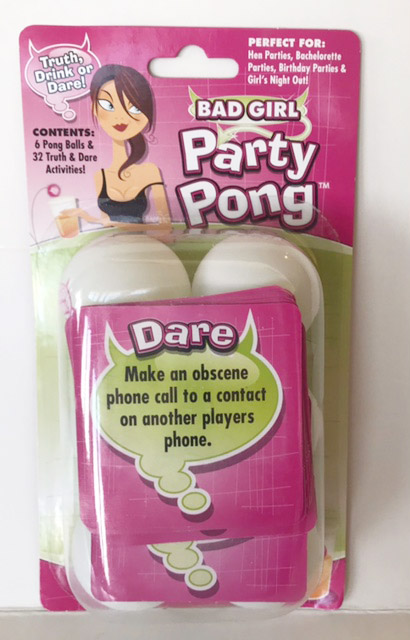 Truth,
Drink or
Dare!
PERFECT FOR:
Hen Parties, Bachelorette
Parties, Birthday Parties &
Girl's Night Out!
CONTENTS:
6 Pong Balls &
32 Truth & Dare
Activities!
BAD GIRL
Party
Pong™
Dare
Make an obscene
phone call to a contact
on another players
phone.